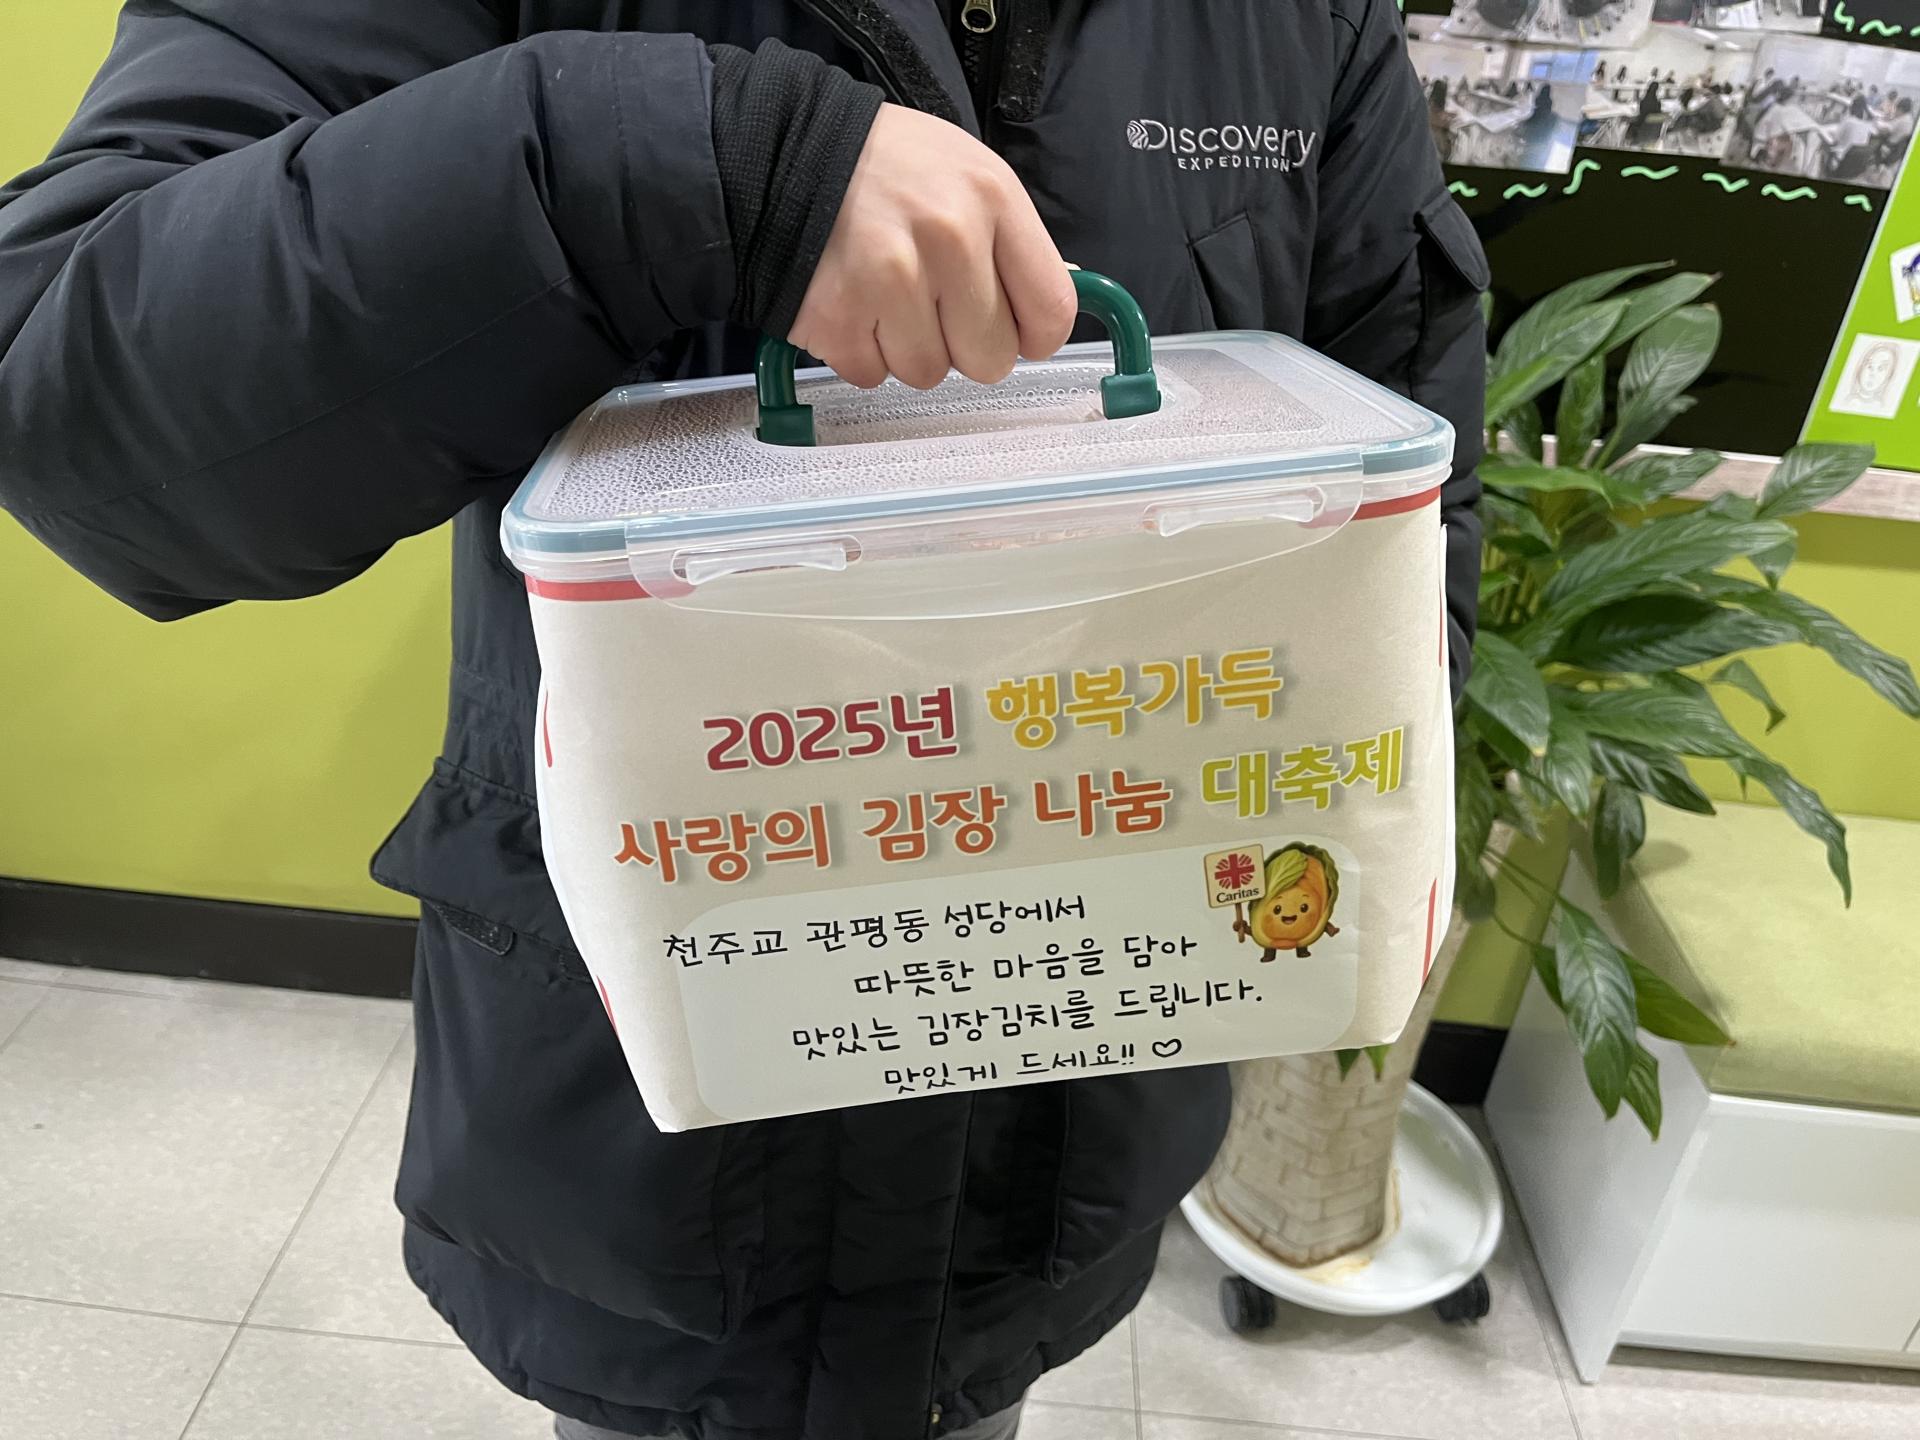 Discovery
EXPEDITION
2025년 행복가득
사랑의 김장 나눔 대축제
Caritas
천주교 관평동 성당에서
따뜻한 마음을 담아
맛있는 김장김치를 드립니다.
맛있게 드세요!! ♡